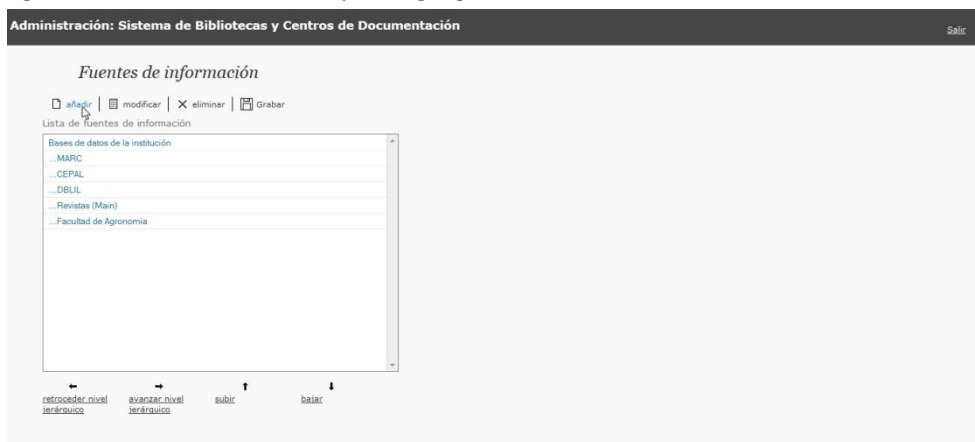 Administración: Sistema de Bibliotecas y Centros de Documentación
Salir
Fuentes de información
añadir | modificar | eliminar | Grabar
Lista de fuentes de información
Bases de datos de la institución
....MARC
....CEPAL
....DBLIL
....Revistas (Main)
....Facultad de Agronomia
retroceder nivel jerárquico
avanzar nivel jerárquico
subir
bajar